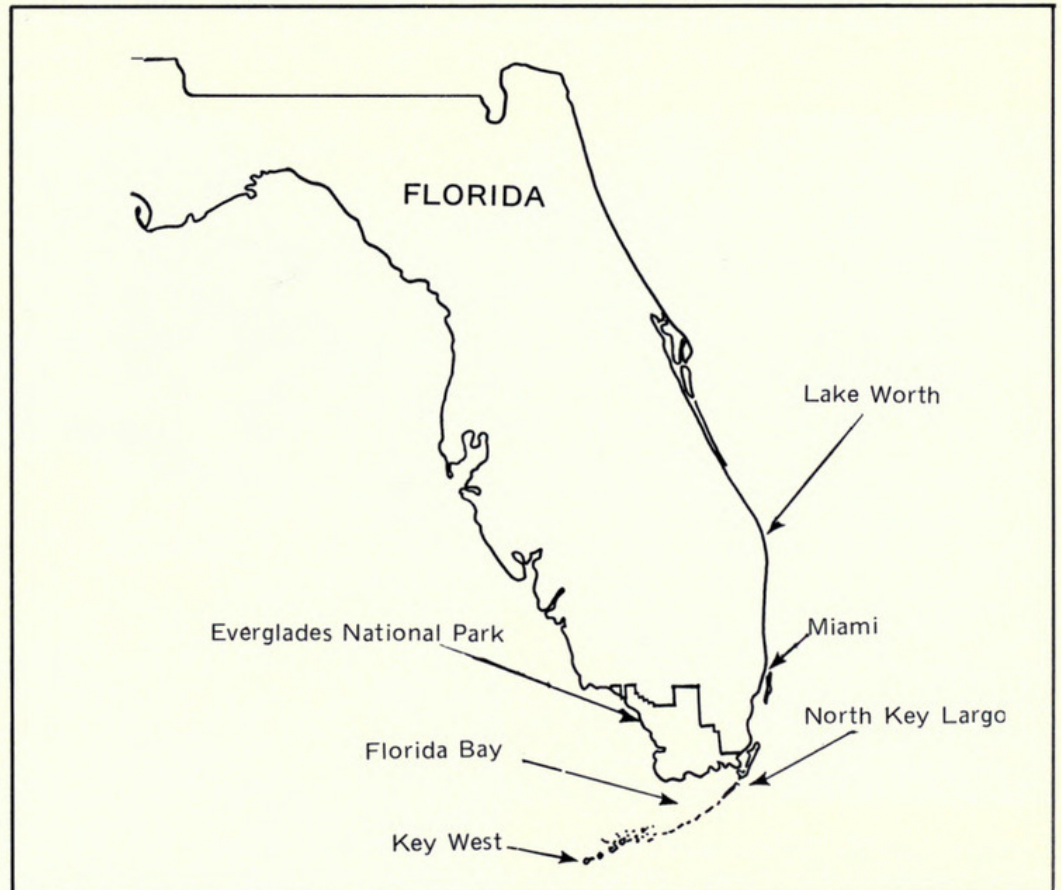 FLORIDA
Lake Worth
Everglades National Park
Miami
North Key Largo
Florida Bay
Key West